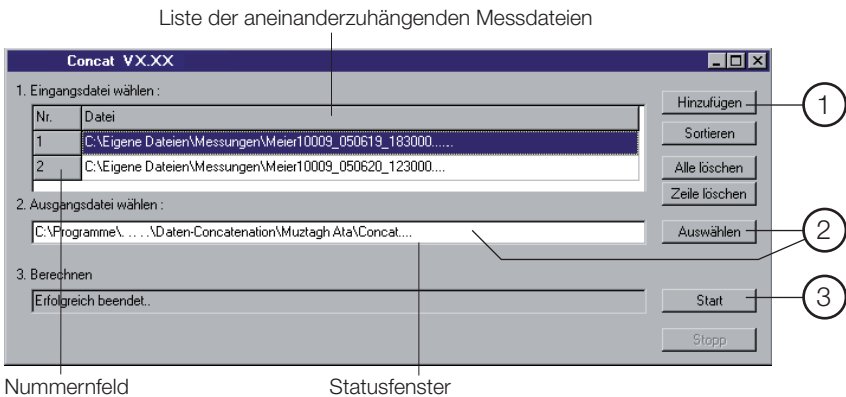 Liste der aneinanderzuhängenden Messdateien
Concat VX.XX
1. Eingangsdatei wählen :
Nr. Datei
1 C:\Eigene Dateien\Messungen\Meier10009_050619_183000......
2 C:\Eigene Dateien\Messungen\Meier10009_050620_123000....
Hinzufügen
1
Sortieren
Alle löschen
Zeile löschen
2. Ausgangsdatei wählen :
C:\Programme\. .. . ..\Daten-Concatenation\Muztagh Ata\Concat....
Auswählen
2
3. Berechnen
Erfolgreich beendet..
Start
3
Stopp
Nummernfeld
Statusfenster